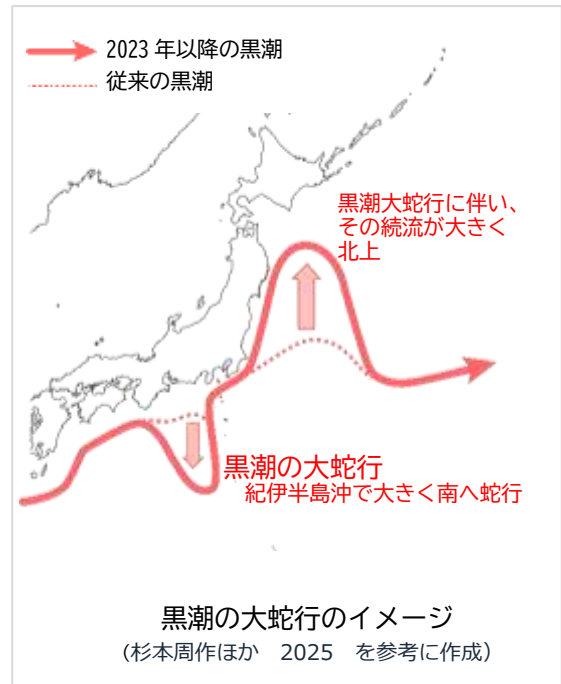 2023 年以降の黒潮
従来の黒潮
黒潮大蛇行に伴い、
その続流が大きく
北上
黒潮の大蛇行
紀伊半島沖で大きく南へ蛇行
黒潮の大蛇行のイメージ
(杉本周作ほか　2025　を参考に作成)